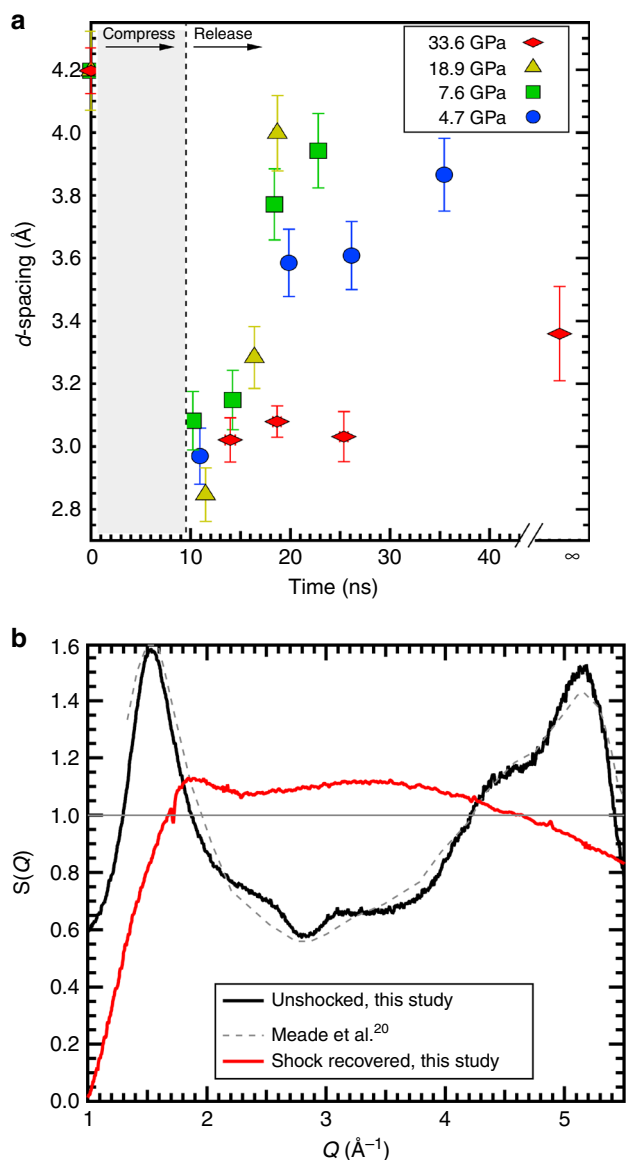 a
Compress
Release
33.6 GPa
18.9 GPa
7.6 GPa
4.7 GPa
4.2
4.0
3.8
3.6
3.4
3.2
3.0
2.8
d-spacing (Å)
0 10 20 30 40 ∞
Time (ns)
b
1.6
1.4
1.2
1.0
0.8
0.6
0.4
0.2
0.0
S(Q)
Unshocked, this study
Meade et al.20
Shock recovered, this study
1 2 3 4 5
Q (Å–1)